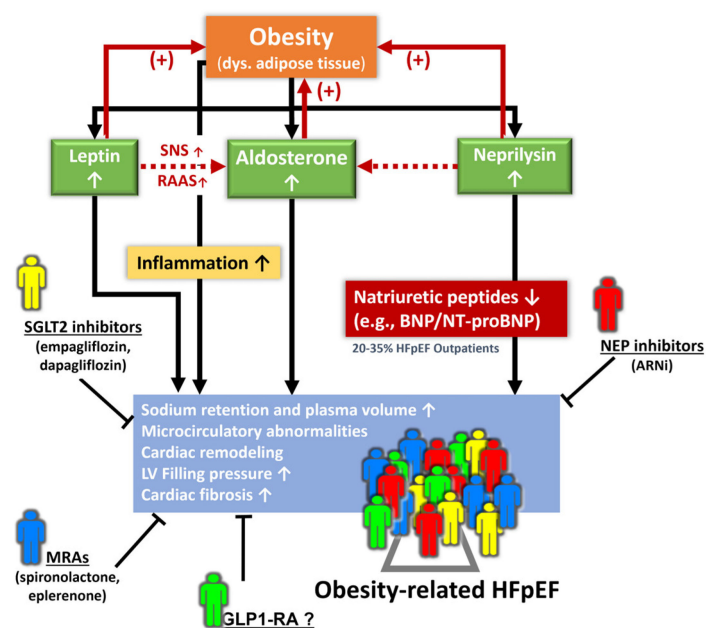 Obesity
(dys. adipose tissue)
(+)
(+)
(+)
Leptin
↑
SNS ↑
RAAS↑
Aldosterone
↑
Neprilysin
↑
Inflammation ↑
Natriuretic peptides ↓
(e.g., BNP/NT-proBNP)
20-35% HFpEF Outpatients
SGLT2 inhibitors
(empagliflozin,
dapagliflozin)
NEP inhibitors
(ARNi)
Sodium retention and plasma volume ↑
Microcirculatory abnormalities
Cardiac remodeling
LV Filling pressure ↑
Cardiac fibrosis ↑
MRAs
(spironolactone,
eplerenone)
Obesity-related HFpEF
GLP1-RA ?